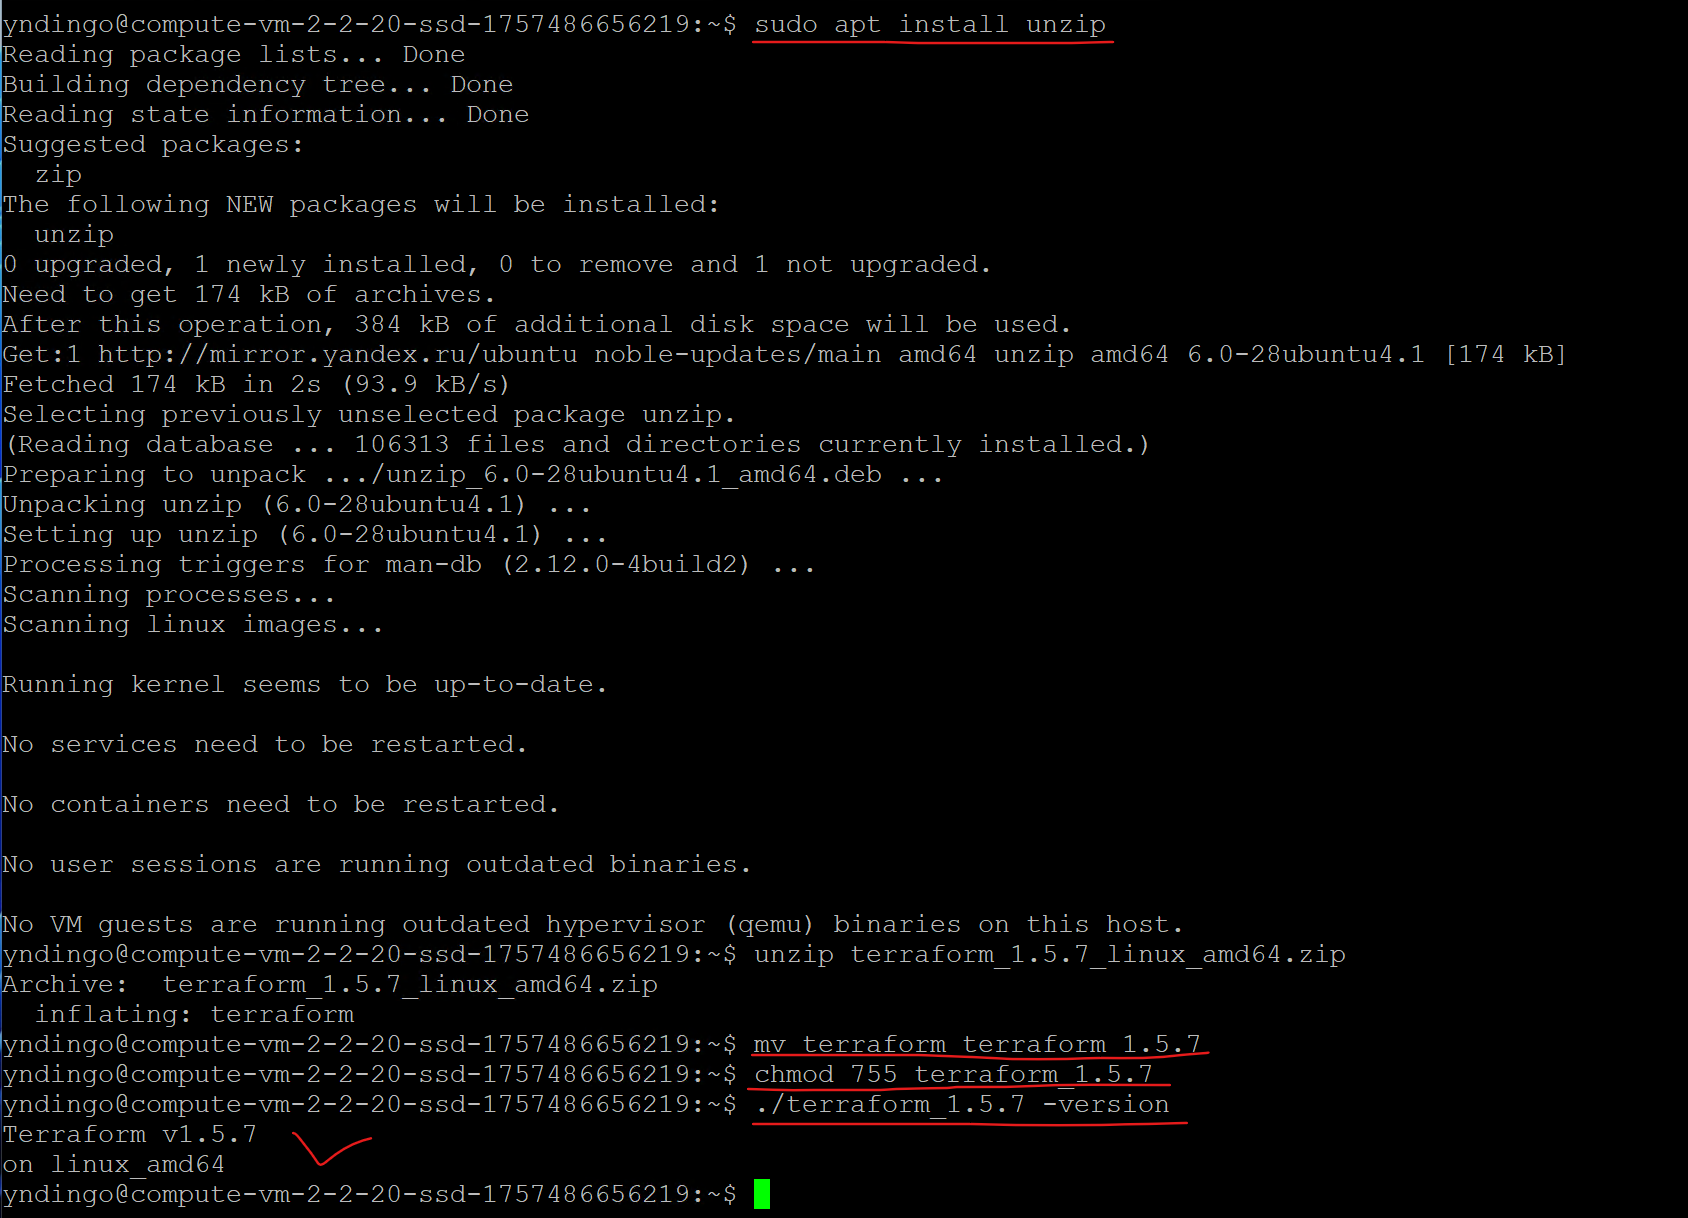 yndingo@compute-vm-2-2-20-ssd-1757486656219:~$ sudo apt install unzip
Reading package lists... Done
Building dependency tree... Done
Reading state information... Done
Suggested packages:
  zip
The following NEW packages will be installed:
  unzip
0 upgraded, 1 newly installed, 0 to remove and 1 not upgraded.
Need to get 174 kB of archives.
After this operation, 384 kB of additional disk space will be used.
Get:1 http://mirror.yandex.ru/ubuntu noble-updates/main amd64 unzip amd64 6.0-28ubuntu4.1 [174 kB]
Fetched 174 kB in 2s (93.9 kB/s)
Selecting previously unselected package unzip.
(Reading database ... 106313 files and directories currently installed.)
Preparing to unpack .../unzip_6.0-28ubuntu4.1_amd64.deb ...
Unpacking unzip (6.0-28ubuntu4.1) ...
Setting up unzip (6.0-28ubuntu4.1) ...
Processing triggers for man-db (2.12.0-4build2) ...
Scanning processes...
Scanning linux images...
Running kernel seems to be up-to-date.
No services need to be restarted.
No containers need to be restarted.
No user sessions are running outdated binaries.
No VM guests are running outdated hypervisor (qemu) binaries on this host.
yndingo@compute-vm-2-2-20-ssd-1757486656219:~$ unzip terraform_1.5.7_linux_amd64.zip
Archive:  terraform_1.5.7_linux_amd64.zip
  inflating: terraform
yndingo@compute-vm-2-2-20-ssd-1757486656219:~$ mv terraform terraform_1.5.7
yndingo@compute-vm-2-2-20-ssd-1757486656219:~$ chmod 755 terraform_1.5.7
yndingo@compute-vm-2-2-20-ssd-1757486656219:~$ ./terraform_1.5.7 -version
Terraform v1.5.7
on linux_amd64
yndingo@compute-vm-2-2-20-ssd-1757486656219:~$